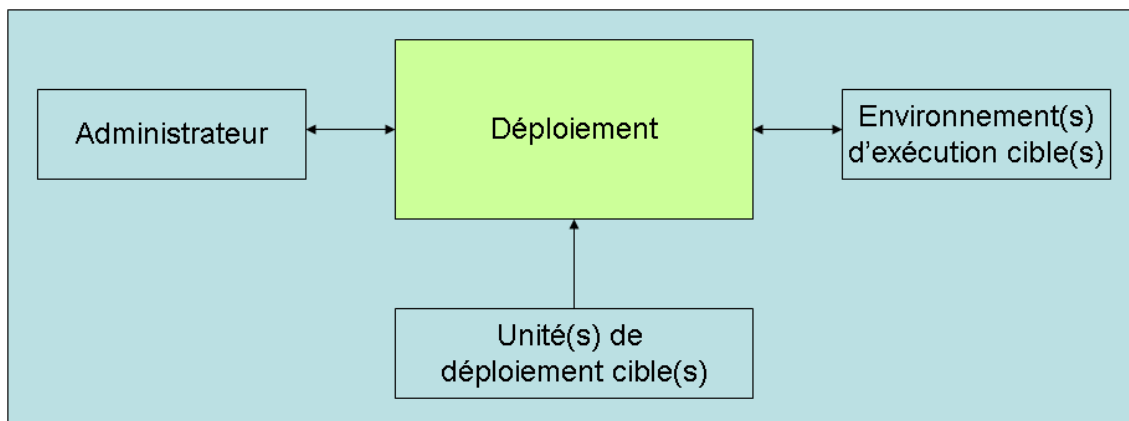 Administrateur
Déploiement
Environnement(s)
d'exécution cible(s)
Unité(s) de
déploiement cible(s)